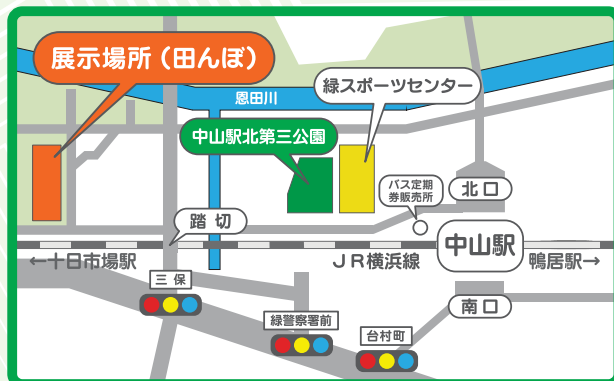 展示場所（田んぼ）
恩田川
緑スポーツセンター
中山駅北第三公園
バス定期
券販売所
北口
踏切
中山駅
←十日市場駅
JR横浜線
鴨居駅→
三保
南口
緑警察署前
台村町